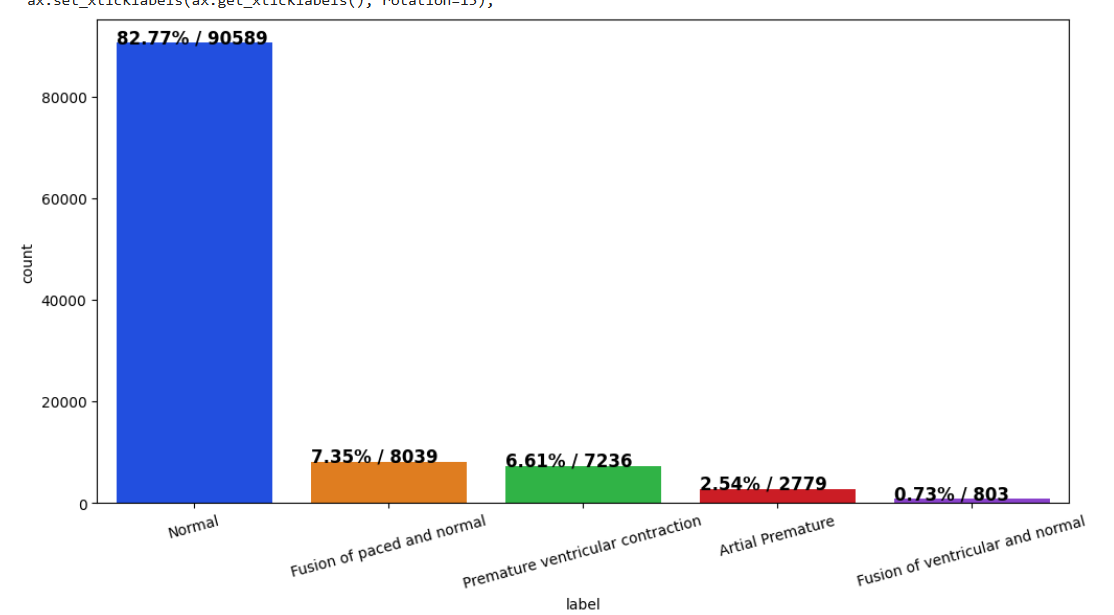 ax.set_xticklabels(ax.get_xticklabels(), rotation=15);
82.77% / 90589
80000
60000
count
40000
20000
7.35% / 8039
6.61% / 7236
2.54% / 2779
0.73% / 803
0
Normal
Fusion of paced and normal
Premature ventricular contraction
Artial Premature
Fusion of ventricular and normal
label